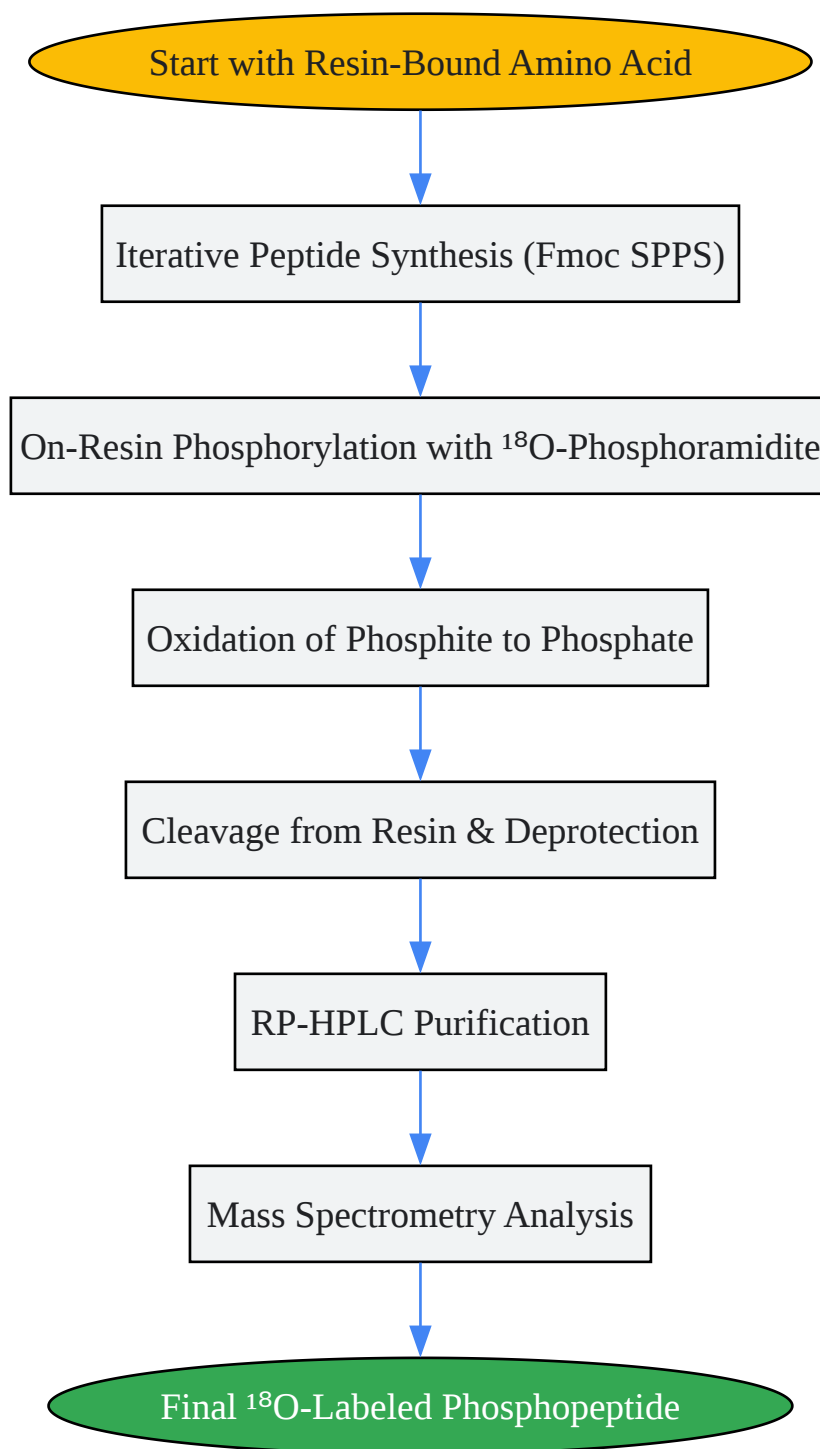 Start with Resin-Bound Amino Acid
Iterative Peptide Synthesis (Fmoc SPPS)
On-Resin Phosphorylation with ¹⁸O-Phosphoramidite
Oxidation of Phosphite to Phosphate
Cleavage from Resin & Deprotection
RP-HPLC Purification
Mass Spectrometry Analysis
Final ¹⁸O-Labeled Phosphopeptide